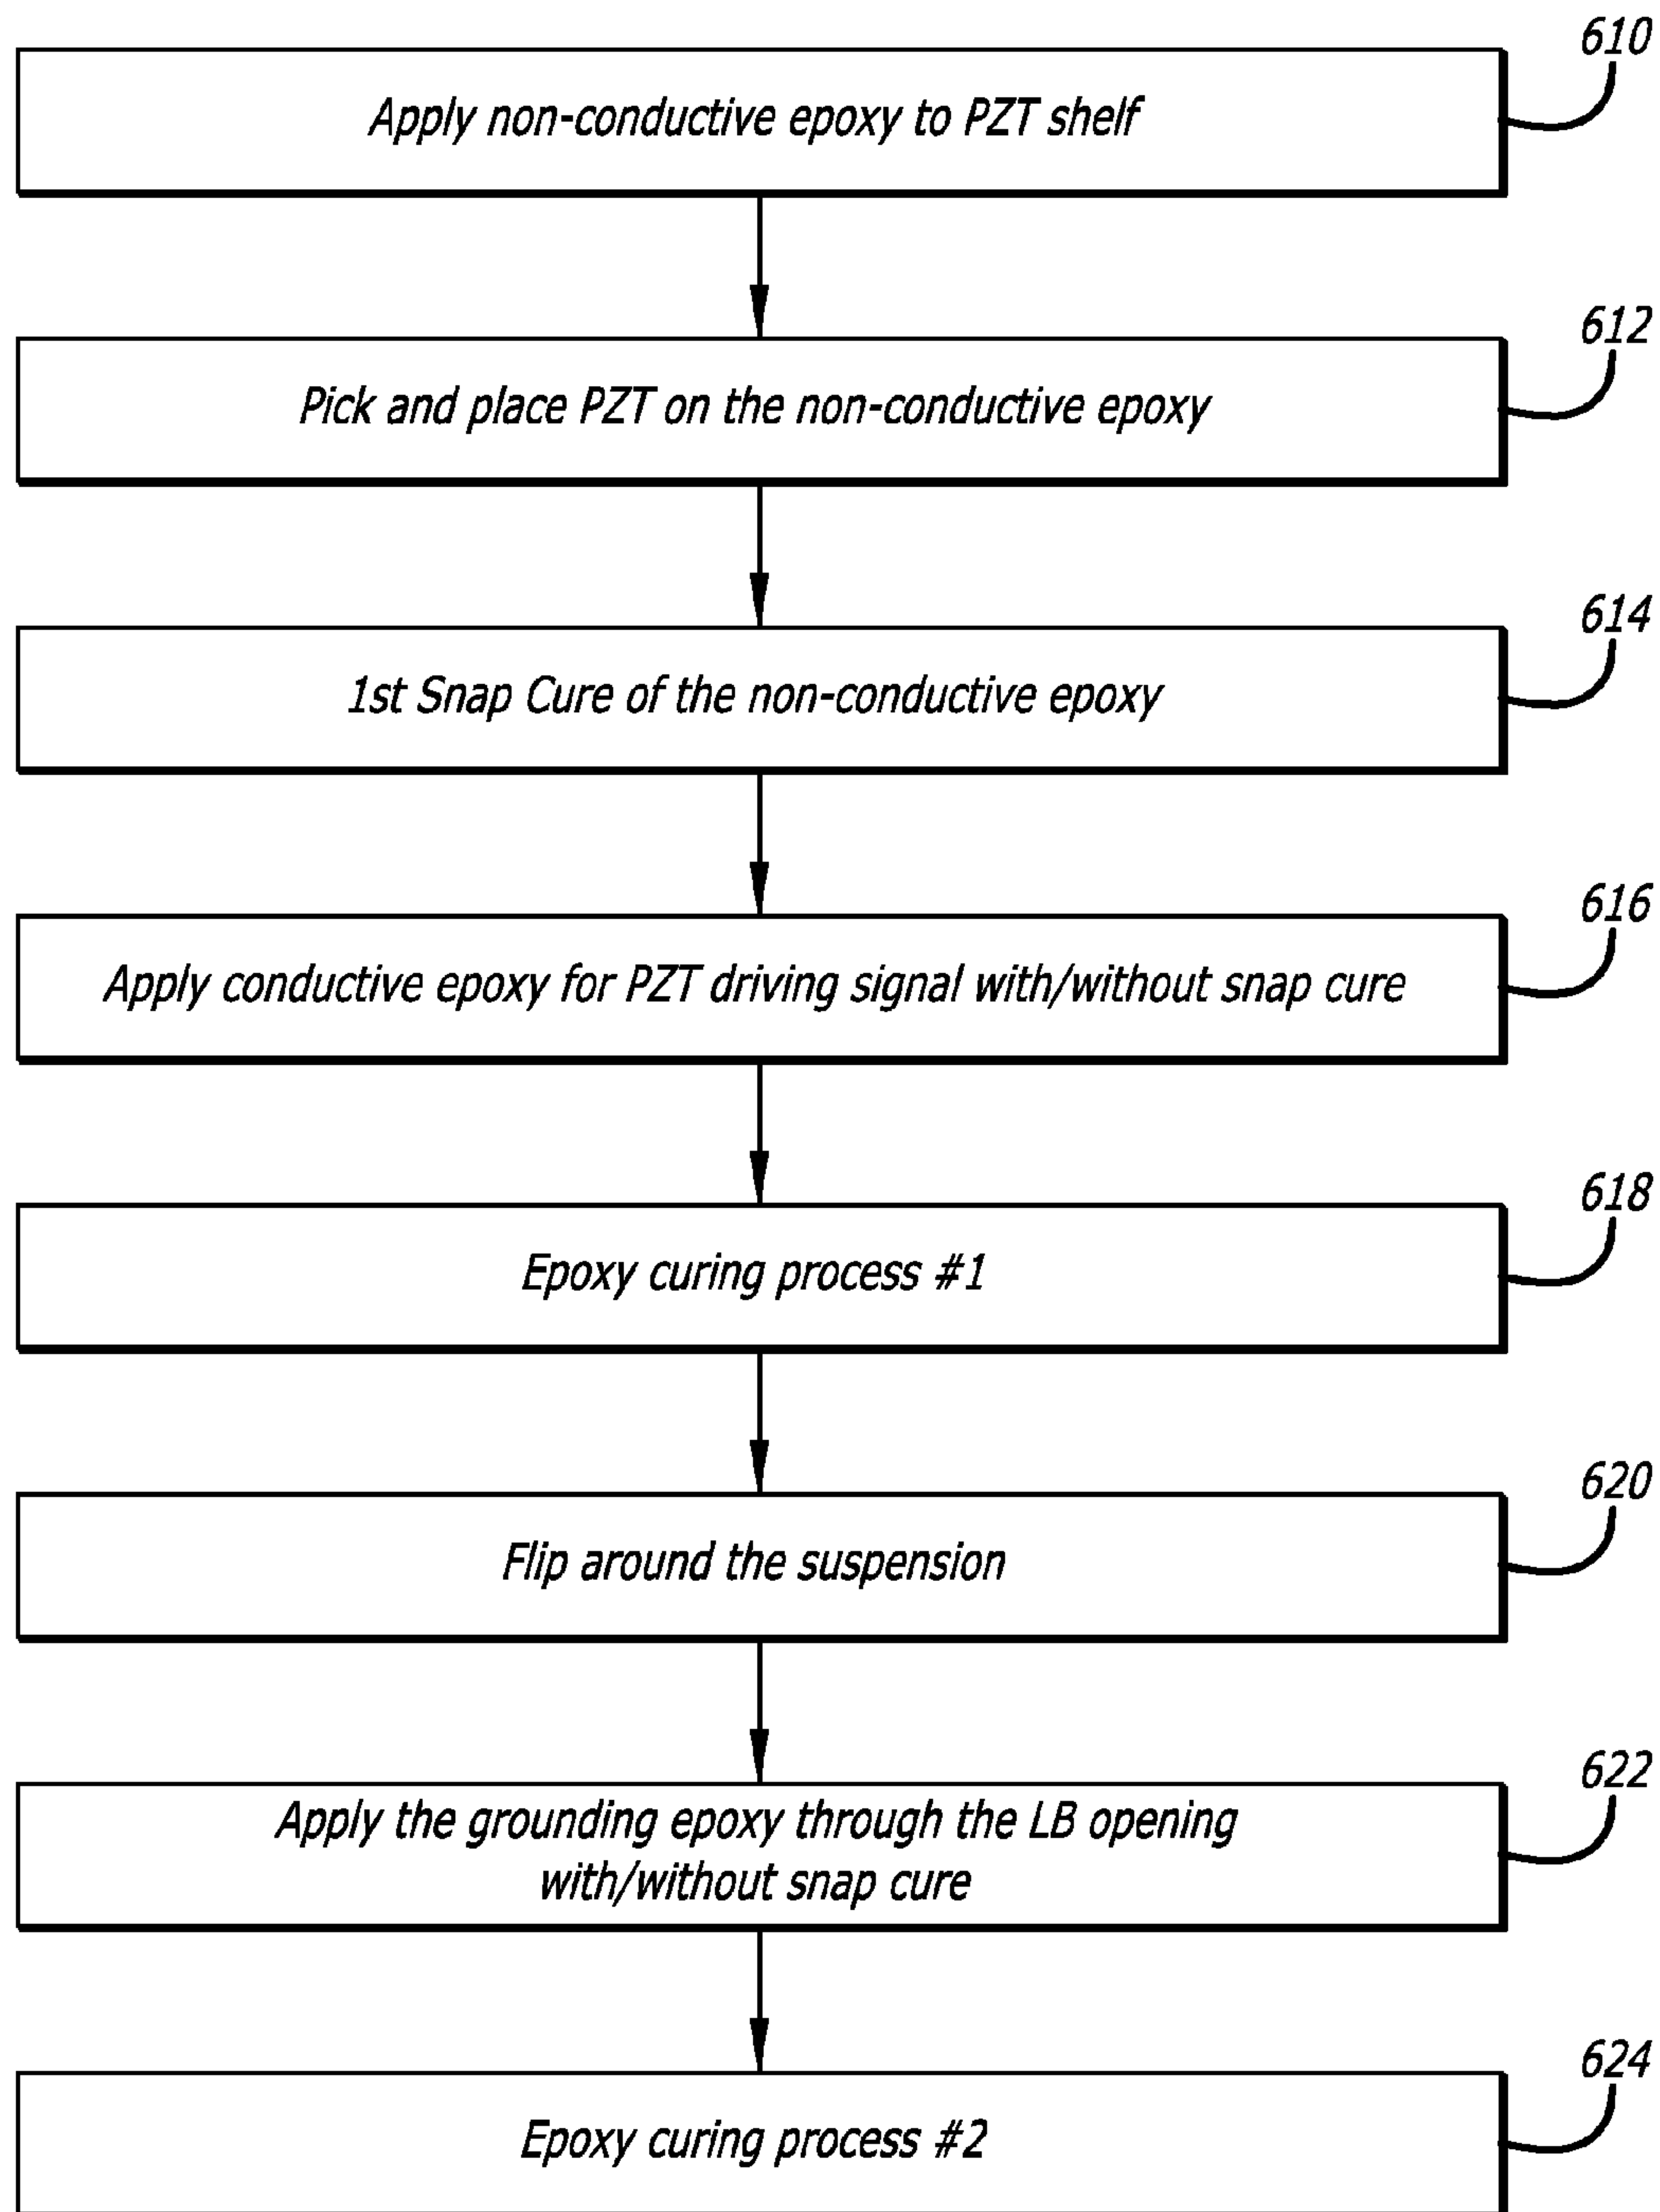 610
Apply non-conductive epoxy to PZT shelf
612
Pick and place PZT on the non-conductive epoxy
614
1st Snap Cure of the non-conductive epoxy
616
Apply conductive epoxy for PZT driving signal with/without snap cure
618
Epoxy curing process #1
620
Flip around the suspension
622
Apply the grounding epoxy through the LB opening
with/without snap cure
624
Epoxy curing process #2